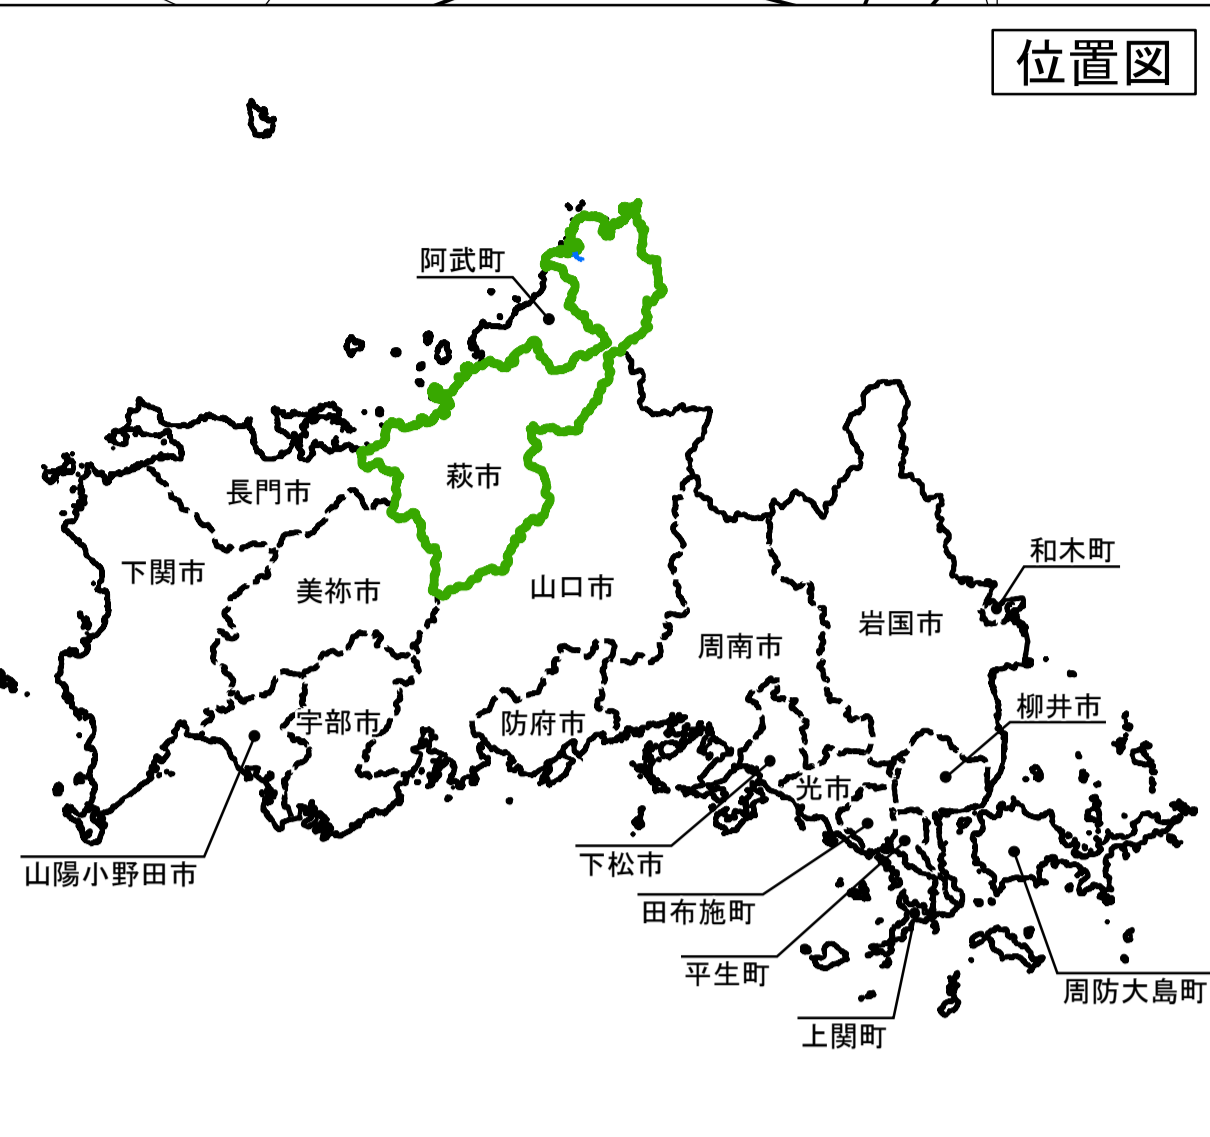 位置図
阿武町
萩市
長門市
和木町
下関市
美祢市
山口市
岩国市
周南市
柳井市
宇部市
防府市
光市
下松市
山陽小野田市
田布施町
平生町
周防大島町
上関町